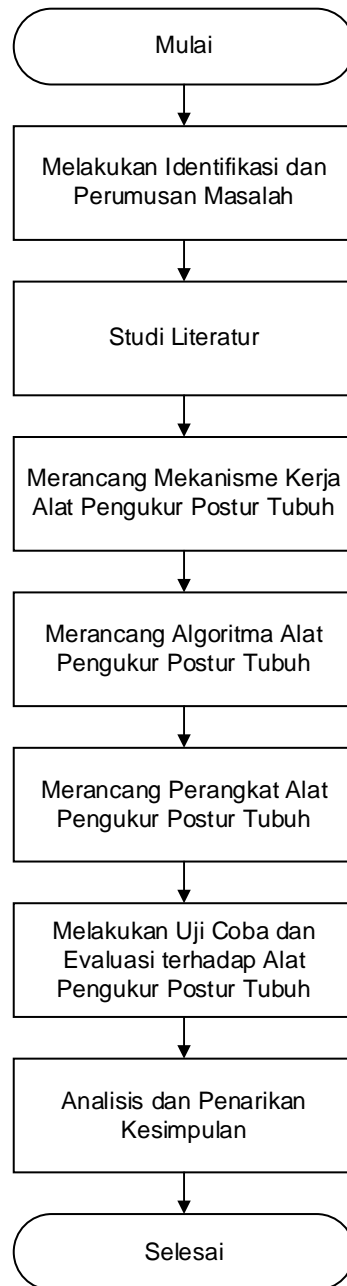 Mulai
Melakukan Identifikasi dan
Perumusan Masalah
Studi Literatur
Merancang Mekanisme Kerja
Alat Pengukur Postur Tubuh
Merancang Algoritma Alat
Pengukur Postur Tubuh
Merancang Perangkat Alat
Pengukur Postur Tubuh
Melakukan Uji Coba dan
Evaluasi terhadap Alat
Pengukur Postur Tubuh
Analisis dan Penarikan
Kesimpulan
Selesai